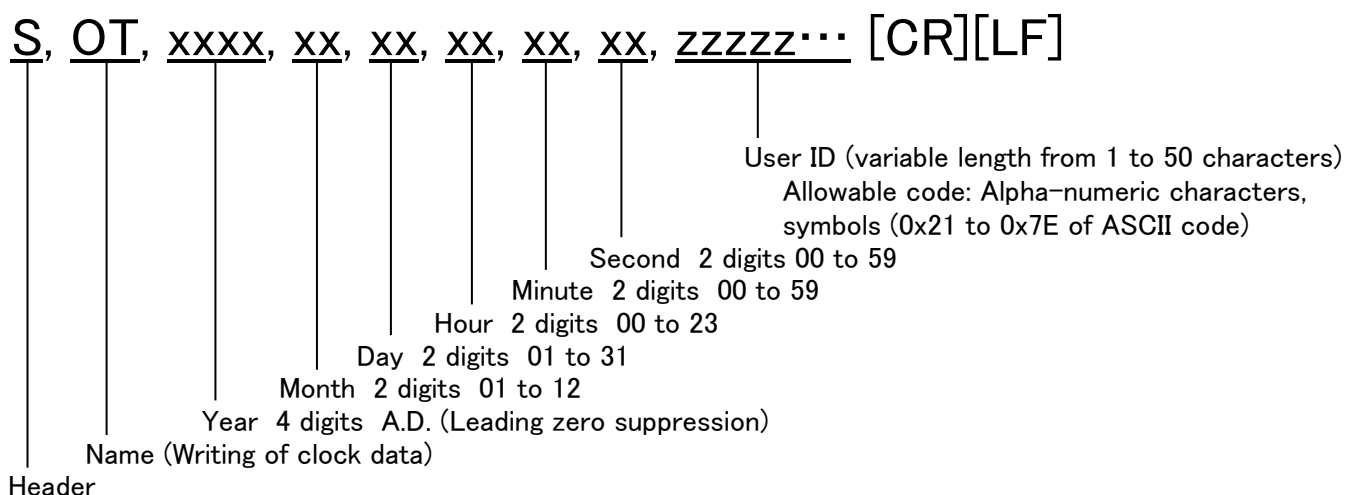 S, OT, xxxx, xx, xx, xx, xx, xx, zzzzz··· [CR][LF]
User ID (variable length from 1 to 50 characters)
Allowable code: Alpha-numeric characters,
symbols (0x21 to 0x7E of ASCII code)
Second 2 digits 00 to 59
Minute 2 digits 00 to 59
Hour 2 digits 00 to 23
Day 2 digits 01 to 31
Month 2 digits 01 to 12
Year 4 digits A.D. (Leading zero suppression)
Name (Writing of clock data)
Header